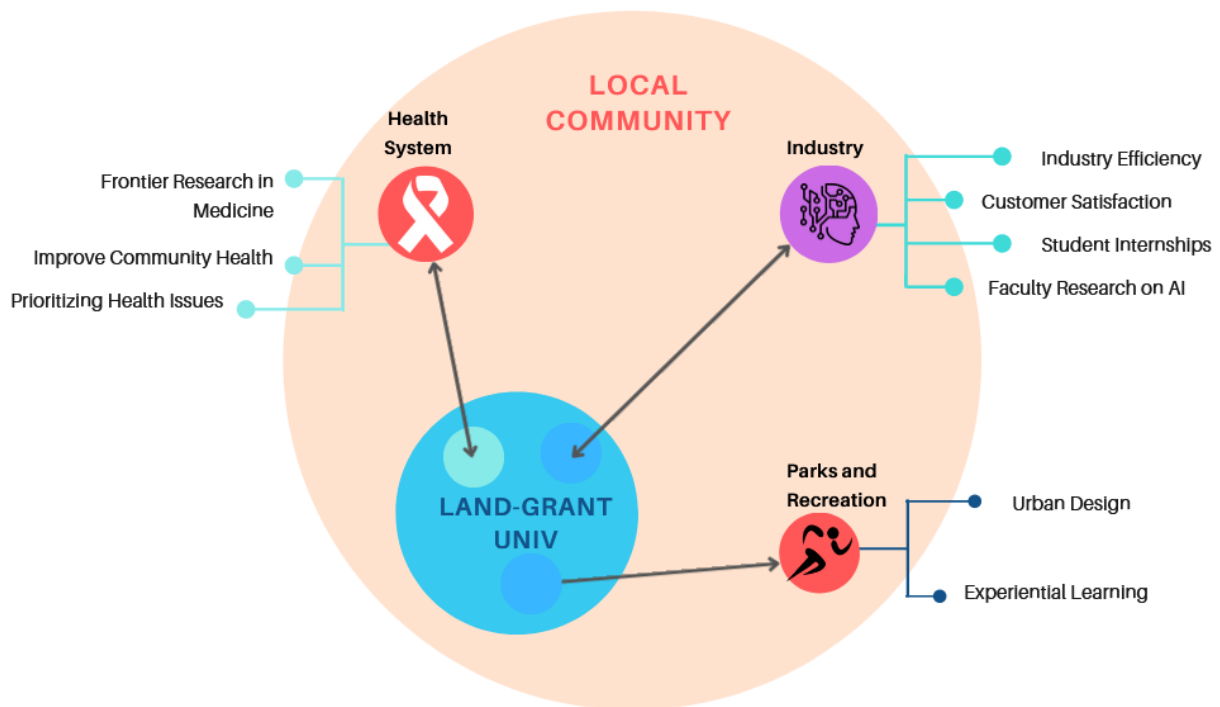 LOCAL
COMMUNITY
Health
System
Frontier Research in
Medicine
Improve Community Health
Prioritizing Health Issues
Industry
Industry Efficiency
Customer Satisfaction
Student Internships
Faculty Research on AI
LAND-GRANT
UNIV
Parks and
Recreation
Urban Design
Experiential Learning